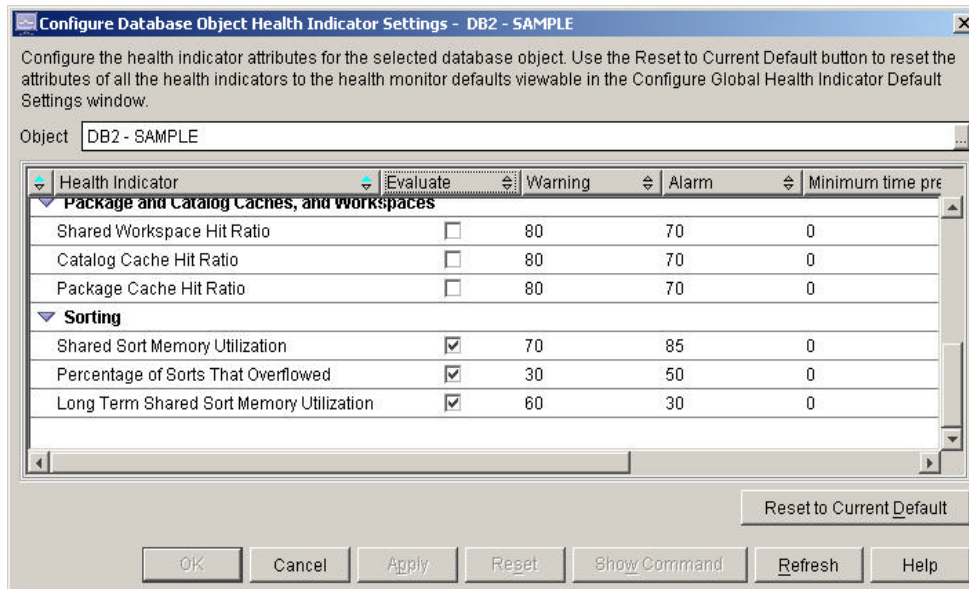 Configure Database Object Health Indicator Settings - DB2 - SAMPLE
Configure the health indicator attributes for the selected database object. Use the Reset to Current Default button to reset the
attributes of all the health indicators to the health monitor defaults viewable in the Configure Global Health Indicator Default
Settings window.
Object DB2 - SAMPLE ...
Health Indicator Evaluate Warning Alarm Minimum time pre
Package and Catalog Caches, and Workspaces
Shared Workspace Hit Ratio 80 70 0
Catalog Cache Hit Ratio 80 70 0
Package Cache Hit Ratio 80 70 0
Sorting
Shared Sort Memory Utilization 70 85 0
Percentage of Sorts That Overflowed 30 50 0
Long Term Shared Sort Memory Utilization 60 30 0
Reset to Current Default
OK Cancel Apply Reset Show Command Refresh Help